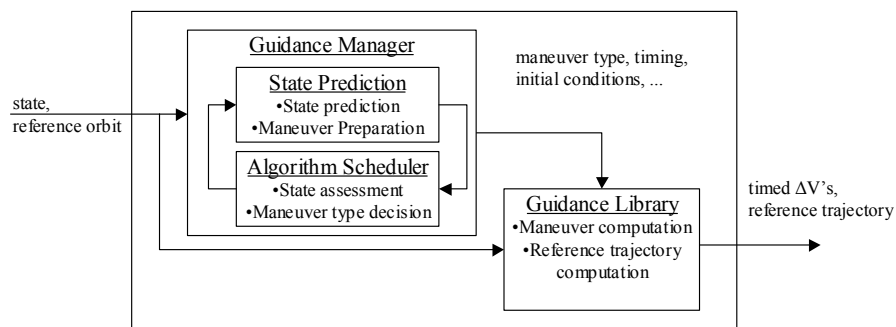 Guidance Manager
maneuver type, timing,
initial conditions, ...
State Prediction
•State prediction
•Maneuver Preparation
state,
reference orbit
Algorithm Scheduler
•State assessment
•Maneuver type decision
Guidance Library
•Maneuver computation
•Reference trajectory
computation
timed ΔV's,
reference trajectory